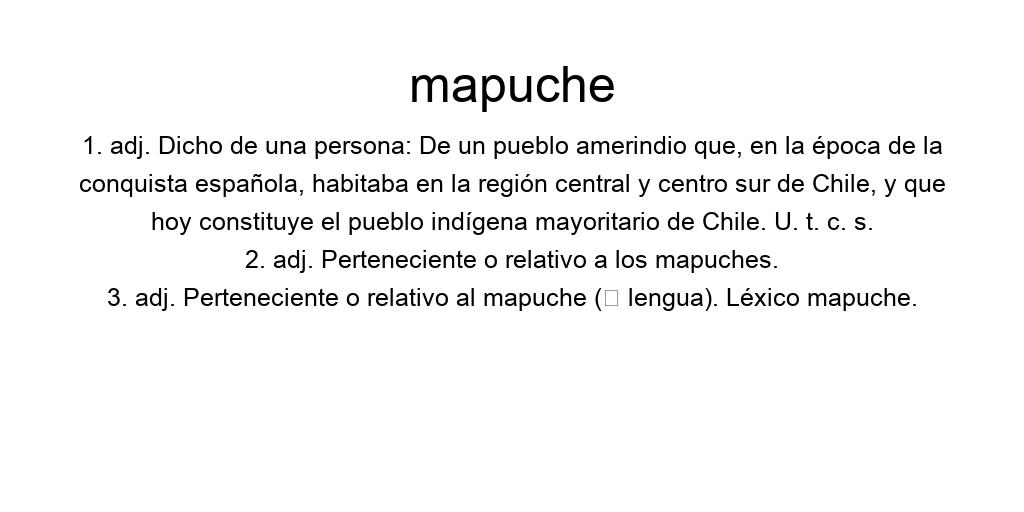 mapuche
1. adj. Dicho de una persona: De un pueblo amerindio que, en la época de la
conquista española, habitaba en la región central y centro sur de Chile, y que
hoy constituye el pueblo indígena mayoritario de Chile. U. t. c. s.
2. adj. Perteneciente o relativo a los mapuches.
3. adj. Perteneciente o relativo al mapuche (□ lengua). Léxico mapuche.